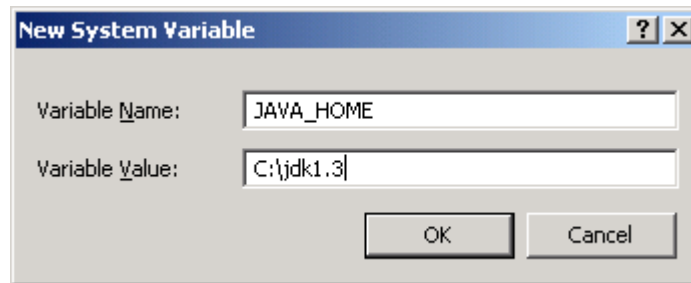 New System Variable
Variable Name: JAVA_HOME
Variable Value: C:\jdk1.3
OK Cancel